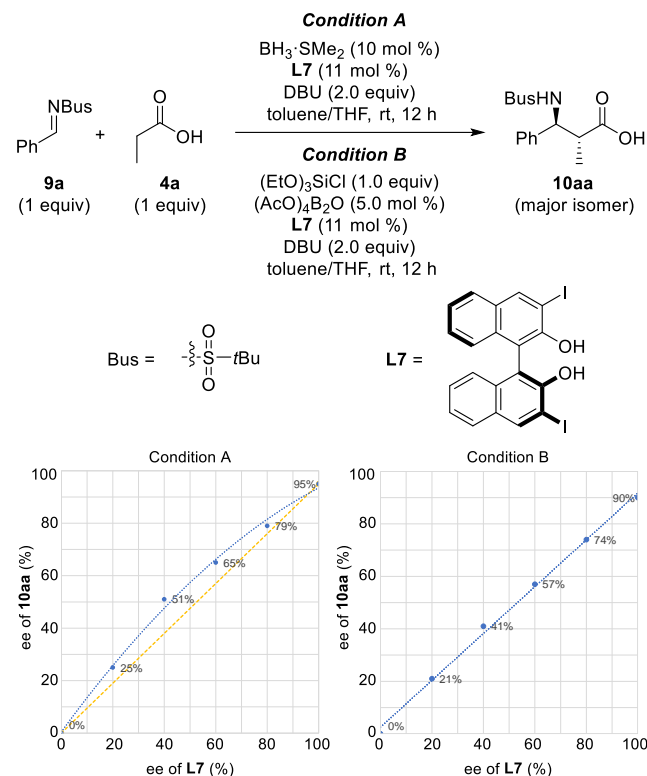 Condition A
BH₃·SMe₂ (10 mol %)
L7 (11 mol %)
DBU (2.0 equiv)
toluene/THF, rt, 12 h
NBus
Ph
+
O
OH
BusHN
O
Ph
OH
Condition B
(EtO)₃SiCl (1.0 equiv)
(AcO)₄B₂O (5.0 mol %)
L7 (11 mol %)
DBU (2.0 equiv)
toluene/THF, rt, 12 h
9a
(1 equiv)
4a
(1 equiv)
10aa
(major isomer)
Bus =
O
S
tBu
O
L7 =
I
OH
OH
I
Condition A
100
80
60
40
20
0
0
20
40
60
80
100
0%
25%
51%
65%
79%
95%
ee of 10aa (%)
ee of L7 (%)
Condition B
100
80
60
40
20
0
0
20
40
60
80
100
0%
21%
41%
57%
74%
90%
ee of 10aa (%)
ee of L7 (%)